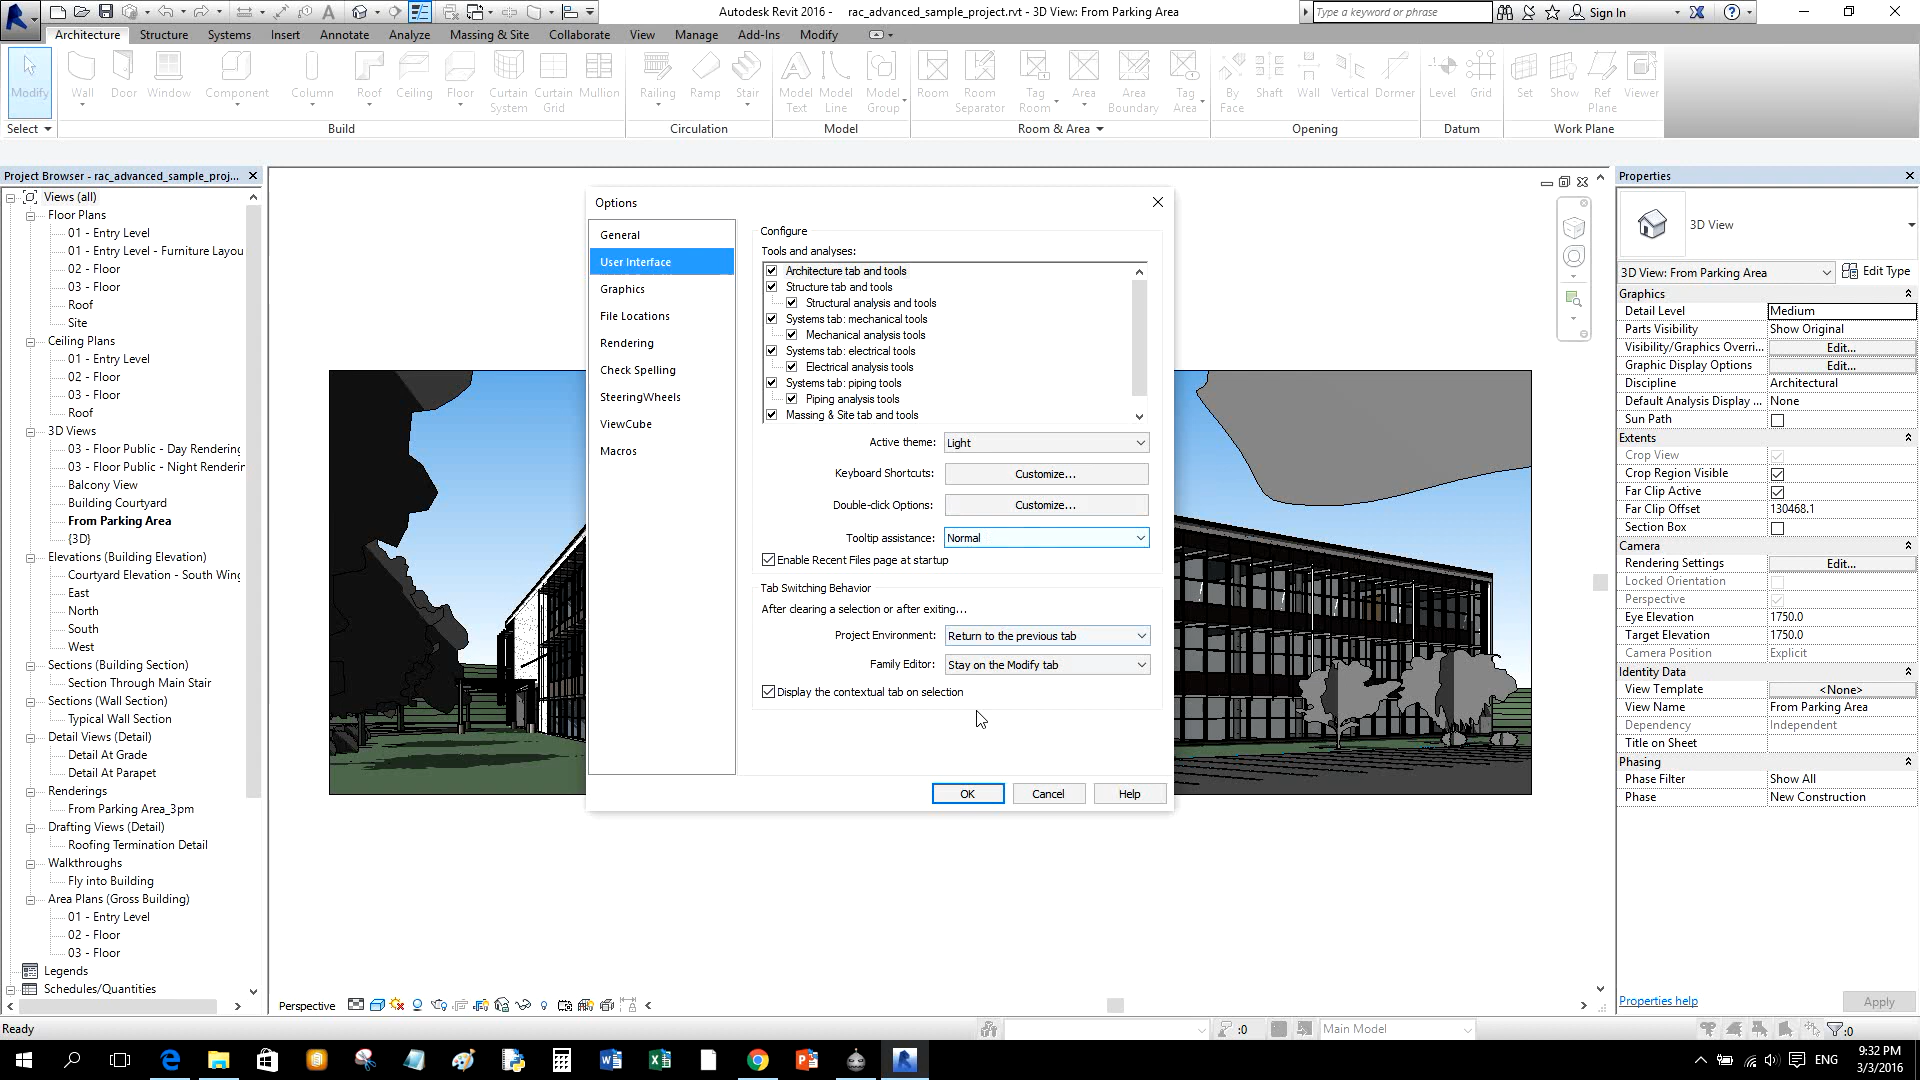 Autodesk Revit 2016 -     rac_advanced_sample_project.rvt - 3D View: From Parking Area
Type a keyword or phrase
Sign In
Architecture
Structure
Systems
Insert
Annotate
Analyze
Massing & Site
Collaborate
View
Manage
Add-Ins
Modify
Modify
Wall
Door
Window
Component
Column
Roof
Ceiling
Floor
Curtain System
Curtain Grid
Mullion
Railing
Ramp
Stair
Model Text
Model Line
Model Group
Room
Room Separator
Tag Room
Area
Area Boundary
Tag Area
By Face
Shaft
Wall
Vertical
Dormer
Level
Grid
Set
Show
Ref Plane
Viewer
Select
Build
Circulation
Model
Room & Area
Opening
Datum
Work Plane
Project Browser - rac_advanced_sample_proj...
Views (all)
Floor Plans
01 - Entry Level
01 - Entry Level - Furniture Layou
02 - Floor
03 - Floor
Roof
Site
Ceiling Plans
01 - Entry Level
02 - Floor
03 - Floor
Roof
3D Views
03 - Floor Public - Day Rendering
03 - Floor Public - Night Renderin
Balcony View
Building Courtyard
From Parking Area
{3D}
Elevations (Building Elevation)
Courtyard Elevation - South Wing
East
North
South
West
Sections (Building Section)
Section Through Main Stair
Sections (Wall Section)
Typical Wall Section
Detail Views (Detail)
Detail At Grade
Detail At Parapet
Renderings
From Parking Area_3pm
Drafting Views (Detail)
Roofing Termination Detail
Walkthroughs
Fly into Building
Area Plans (Gross Building)
01 - Entry Level
02 - Floor
03 - Floor
Legends
Schedules/Quantities
Options
General
User Interface
Graphics
File Locations
Rendering
Check Spelling
SteeringWheels
ViewCube
Macros
Configure
Tools and analyses:
Architecture tab and tools
Structure tab and tools
Structural analysis and tools
Systems tab: mechanical tools
Mechanical analysis tools
Systems tab: electrical tools
Electrical analysis tools
Systems tab: piping tools
Piping analysis tools
Massing & Site tab and tools
Active theme: Light
Keyboard Shortcuts: Customize...
Double-click Options: Customize...
Tooltip assistance: Normal
Enable Recent Files page at startup
Tab Switching Behavior
After clearing a selection or after exiting...
Project Environment: Return to the previous tab
Family Editor: Stay on the Modify tab
Display the contextual tab on selection
OK
Cancel
Help
Properties
3D View
3D View: From Parking Area
Edit Type
Graphics
Detail Level Medium
Parts Visibility Show Original
Visibility/Graphics Overri... Edit...
Graphic Display Options Edit...
Discipline Architectural
Default Analysis Display ... None
Sun Path
Extents
Crop View
Crop Region Visible
Far Clip Active
Far Clip Offset 130468.1
Section Box
Camera
Rendering Settings Edit...
Locked Orientation
Perspective
Eye Elevation 1750.0
Target Elevation 1750.0
Camera Position Explicit
Identity Data
View Template <None>
View Name From Parking Area
Dependency Independent
Title on Sheet
Phasing
Phase Filter Show All
Phase New Construction
Properties help
Apply
Perspective
Ready
:0
Main Model
:0
ENG
9:32 PM
3/3/2016